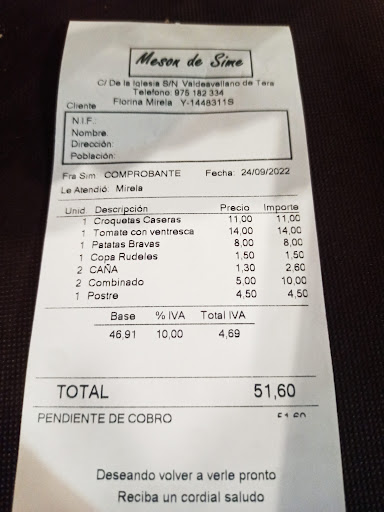 Meson de Sime
C/ De la Iglesia S/N Valdeavellano de Tera
Telefono: 975 182 334
Florina Mirela Y-1448311S
Cliente
N.I.F.:
Nombre:
Dirección:
Población:
Fra Sim COMPROBANTE Fecha: 24/09/2022
Le Atendió: Mirela
Unid. Descripción Precio Importe
1 Croquetas Caseras 11,00 11,00
1 Tomate con ventresca 14,00 14,00
1 Patatas Bravas 8,00 8,00
1 Copa Rudeles 1,50 1,50
2 CAÑA 1,30 2,60
2 Combinado 5,00 10,00
1 Postre 4,50 4,50
Base % IVA Total IVA
46,91 10,00 4,69
TOTAL 51,60
PENDIENTE DE COBRO
Deseando volver a verle pronto
Reciba un cordial saludo